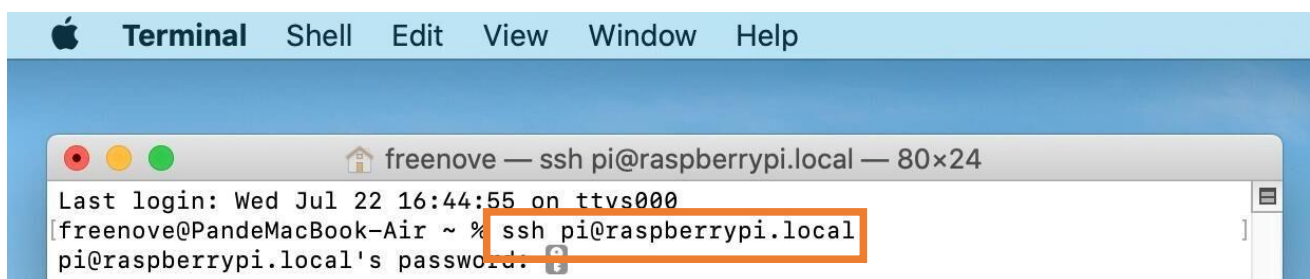 Terminal Shell Edit View Window Help
freenove — ssh pi@raspberrypi.local — 80×24
Last login: Wed Jul 22 16:44:55 on ttys000
[freenove@PandeMacBook-Air ~ % ssh pi@raspberrypi.local ]
pi@raspberrypi.local's password: